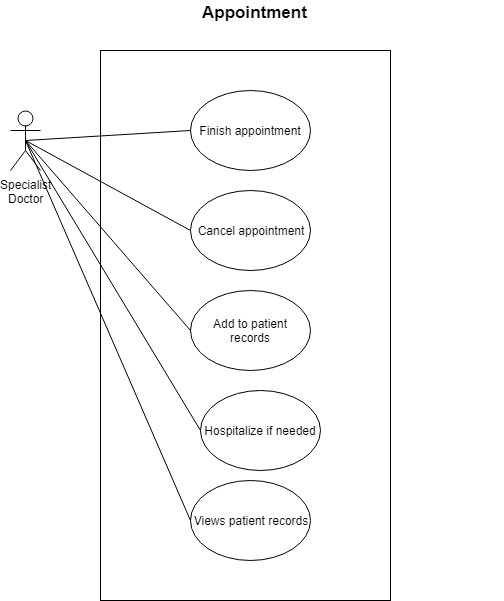 Appointment
Finish appointment
Specialist
Doctor
Cancel appointment
Add to patient
records
Hospitalize if needed
Views patient records